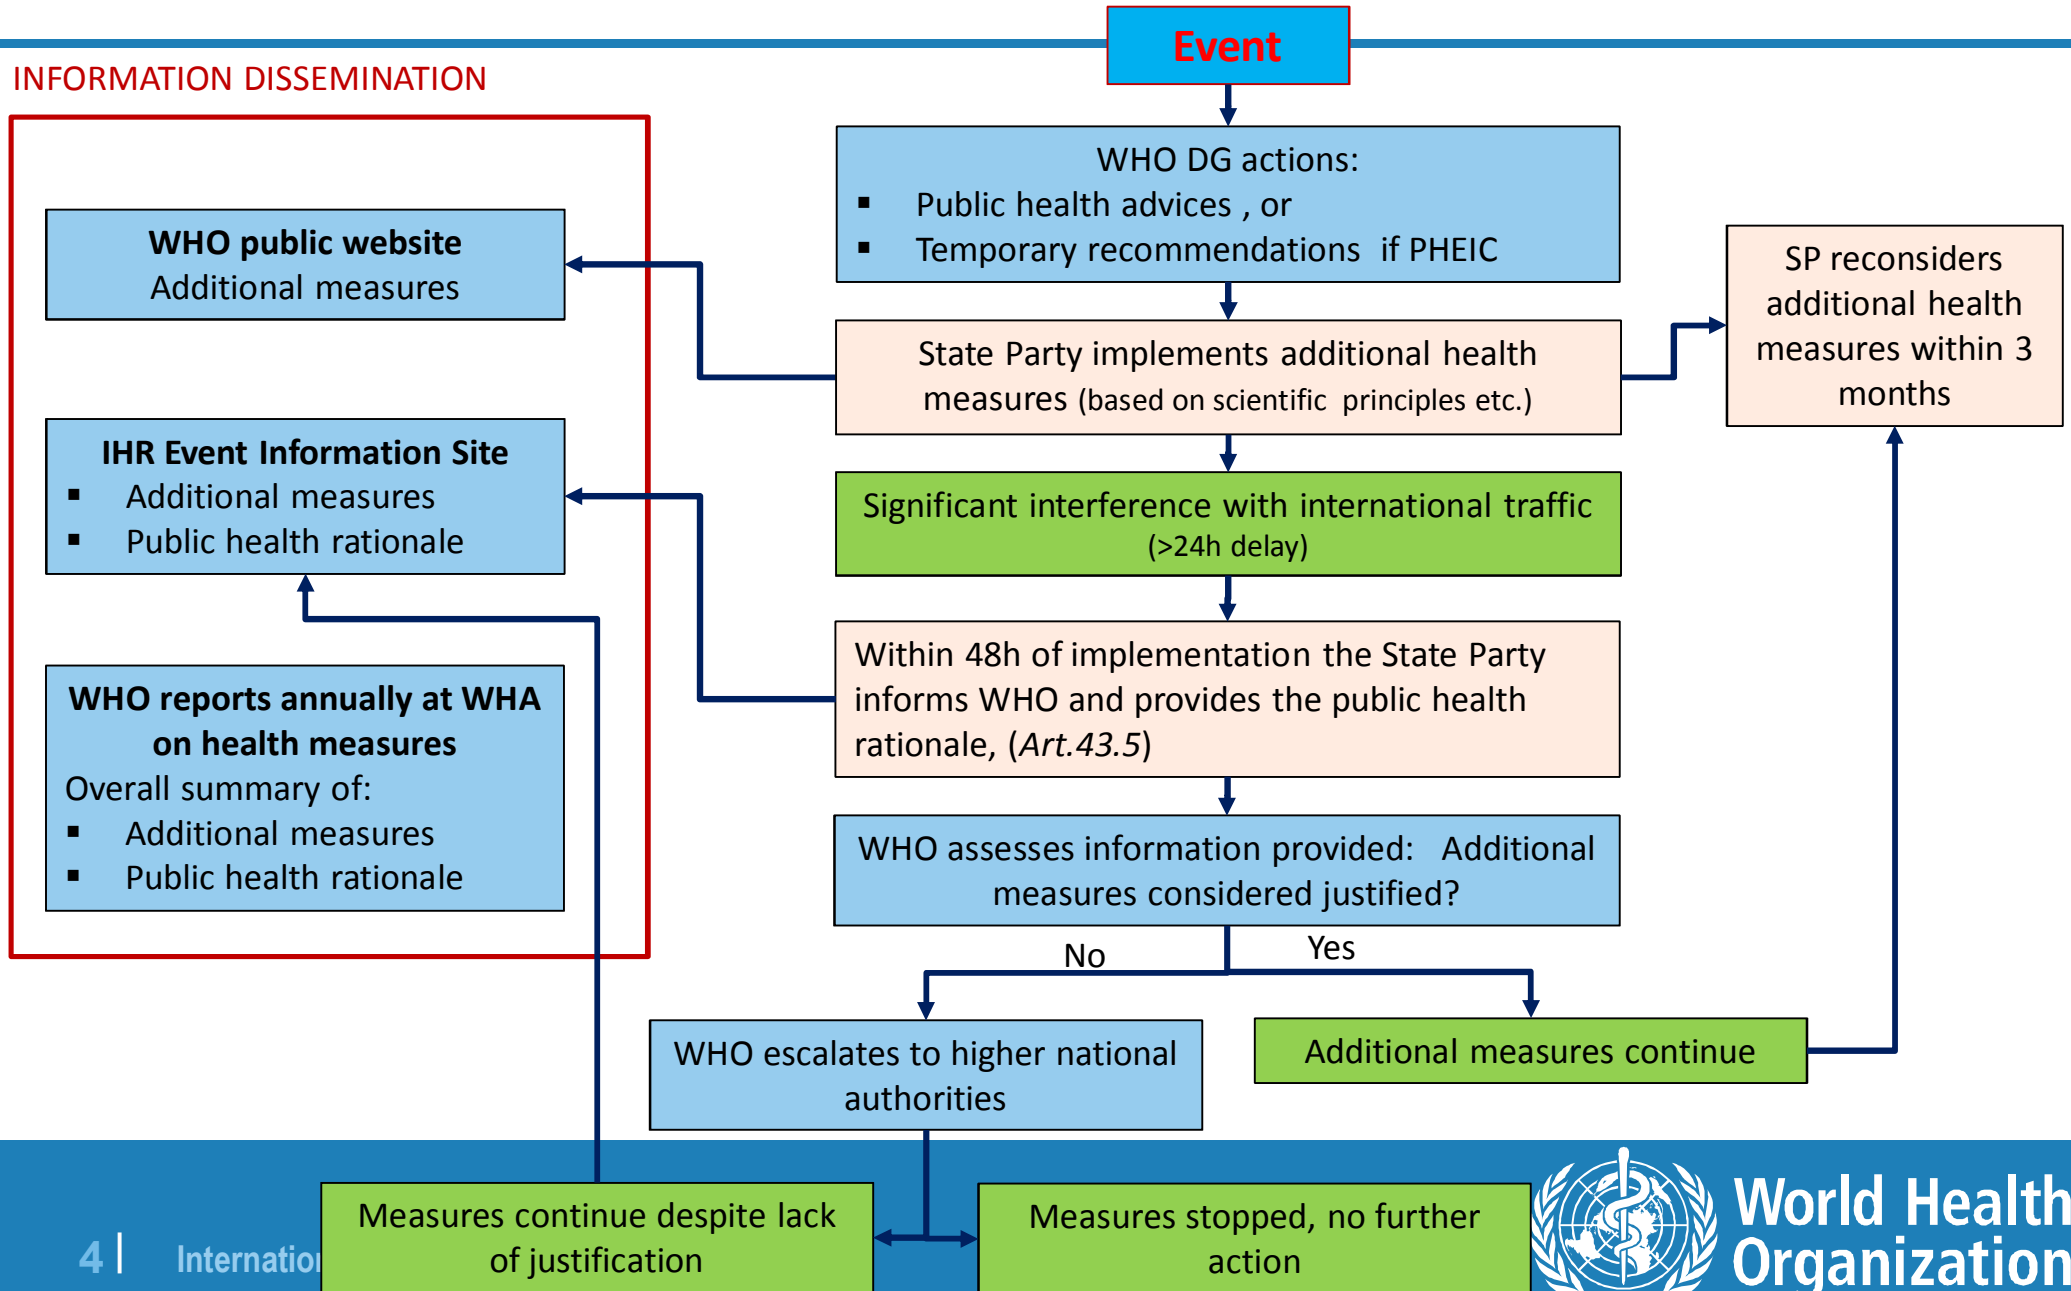 Event
INFORMATION DISSEMINATION
WHO public website
Additional measures
IHR Event Information Site
▪ Additional measures
▪ Public health rationale
WHO reports annually at WHA
on health measures
Overall summary of:
▪ Additional measures
▪ Public health rationale
WHO DG actions:
▪ Public health advices , or
▪ Temporary recommendations if PHEIC
State Party implements additional health
measures (based on scientific principles etc.)
SP reconsiders
additional health
measures within 3
months
Significant interference with international traffic
(>24h delay)
Within 48h of implementation the State Party
informs WHO and provides the public health
rationale, (Art.43.5)
WHO assesses information provided: Additional
measures considered justified?
No
Yes
WHO escalates to higher national
authorities
Additional measures continue
Measures continue despite lack
of justification
Measures stopped, no further
action
4 |
World Health
Organization